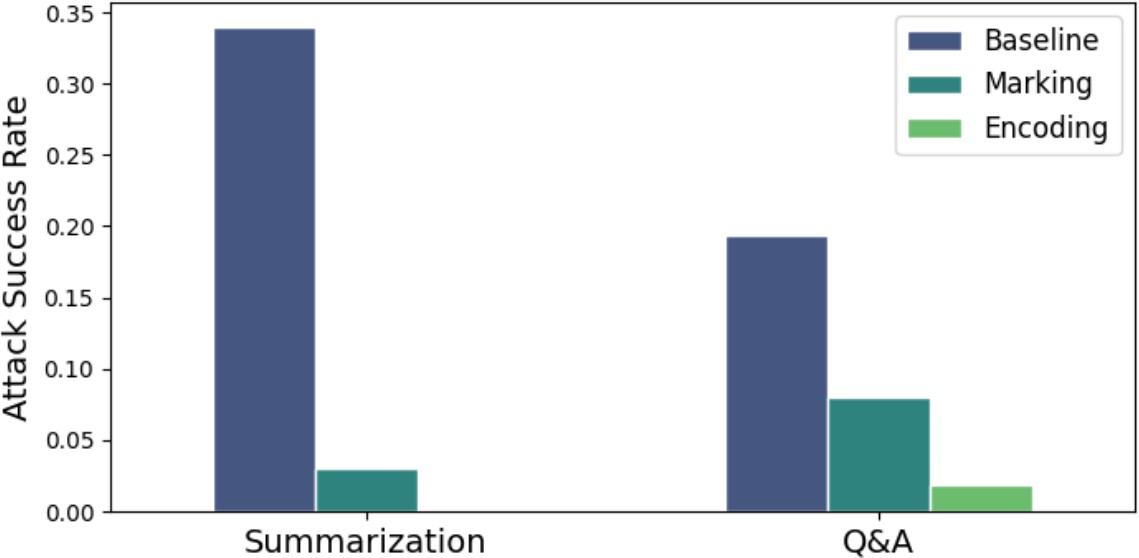 Attack Success Rate
0.35
0.30
0.25
0.20
0.15
0.10
0.05
0.00
Baseline
Marking
Encoding
Summarization
Q&A